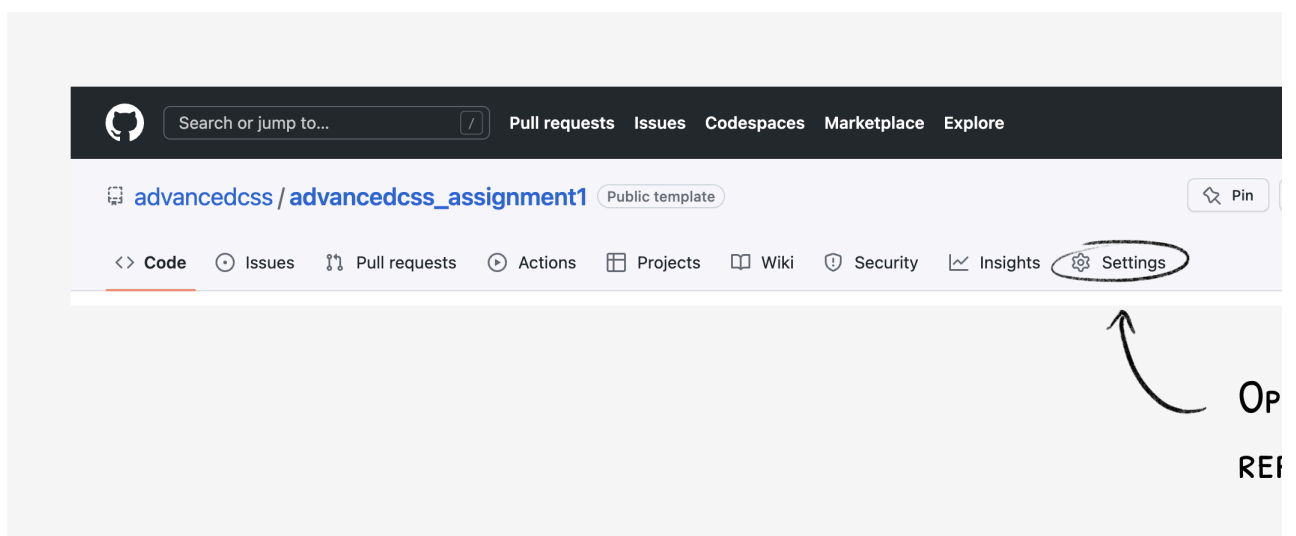 Search or jump to... / Pull requests Issues Codespaces Marketplace Explore
advancedcss / advancedcss_assignment1 Public template Pin
<> Code Issues Pull requests Actions Projects Wiki Security Insights Settings